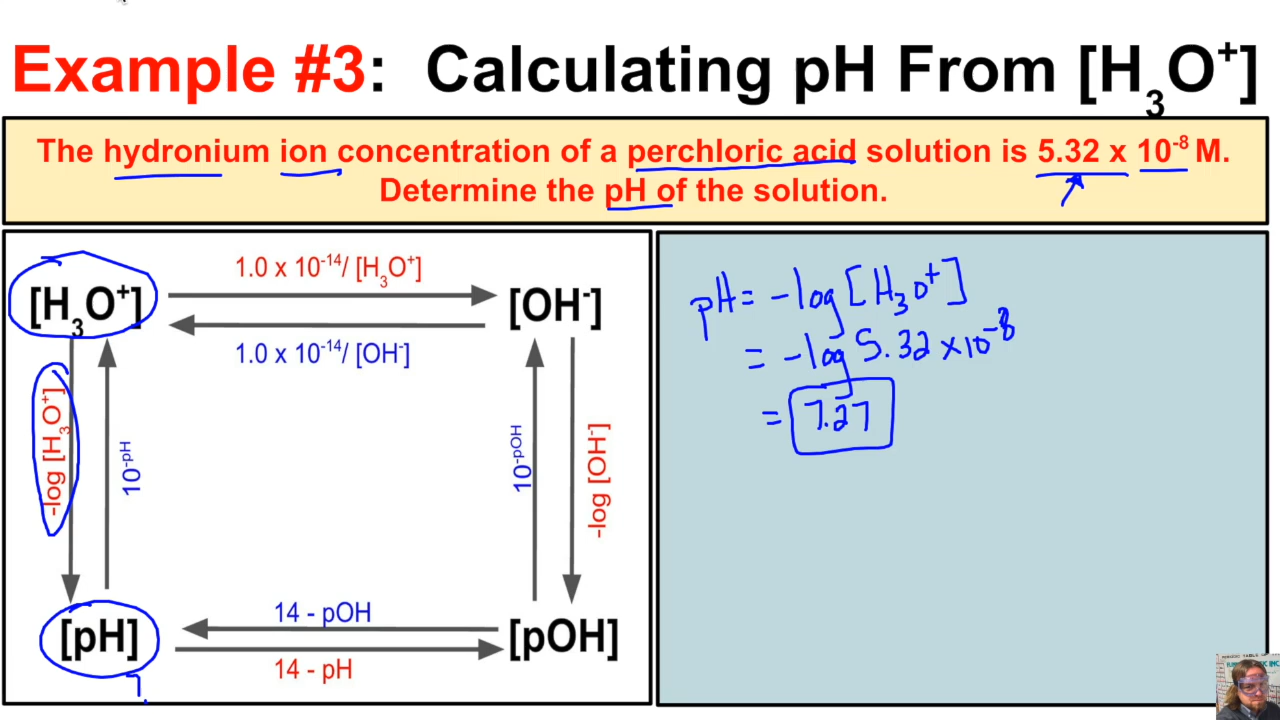 Example #3: Calculating pH From [H₃O⁺]
The hydronium ion concentration of a perchloric acid solution is 5.32 x 10⁻⁸ M.
Determine the pH of the solution.
1.0 x 10⁻¹⁴/ [H₃O⁺]
[H₃O⁺]
[OH⁻]
1.0 x 10⁻¹⁴/ [OH⁻]
-log [H₃O⁺]
10⁻ᵖᴴ
10⁻ᵖᴼᴴ
-log [OH⁻]
14 - pOH
[pH]
[pOH]
14 - pH
7.
pH = -log [H₃O⁺]
= -log 5.32 x 10⁻⁸
= 7.27